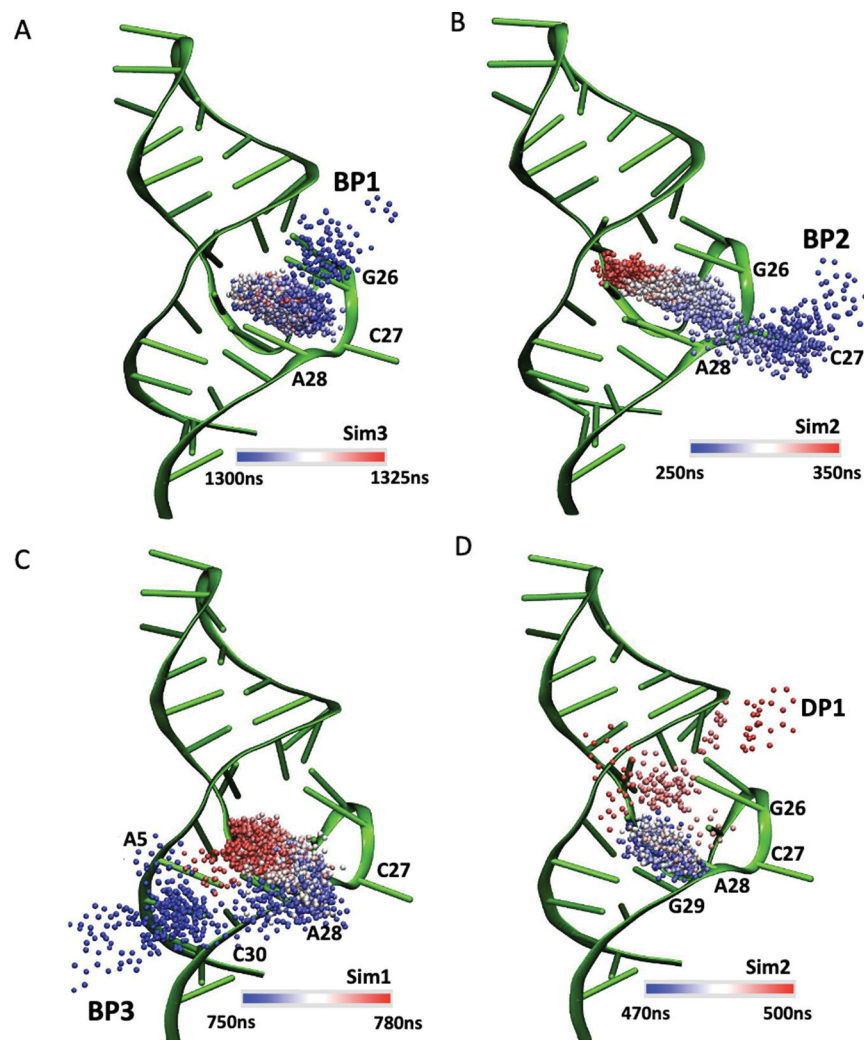 A
BP1
G26
C27
A28
Sim3
1300ns
1325ns
B
BP2
G26
A28
C27
Sim2
250ns
350ns
C
A5
C27
A28
C30
BP3
Sim1
750ns
780ns
D
DP1
G26
C27
A28
G29
Sim2
470ns
500ns